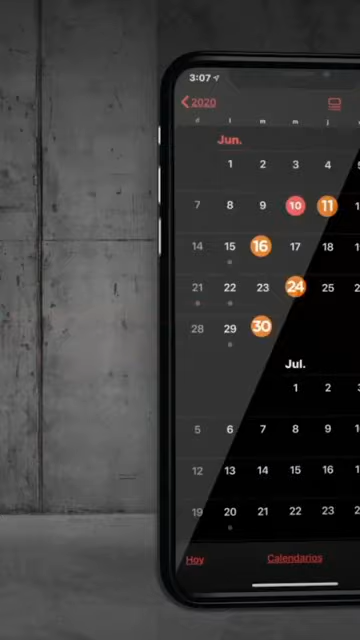 3:07
2020
d l m m j
Jun.
1 2 3 4
7 8 9 10 11
14 15 16 17 18
21 22 23 24 25
28 29 30
Jul.
1 2 3
5 6 7 8 9
12 13 14 15 16
19 20 21 22 23
Hoy Calendarios